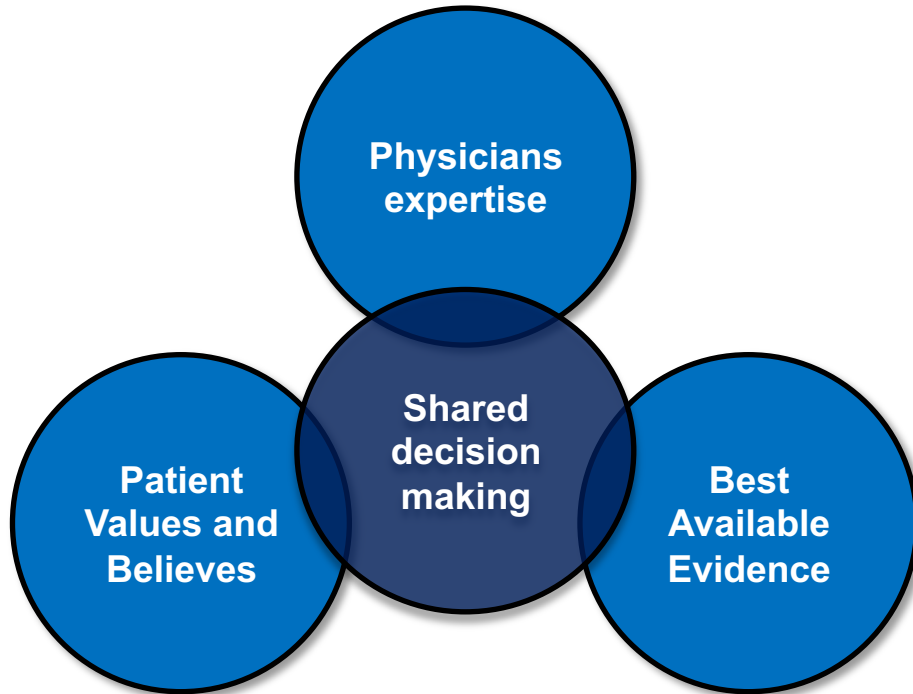 Physicians
expertise
Shared
decision
making
Patient
Values and
Believes
Best
Available
Evidence